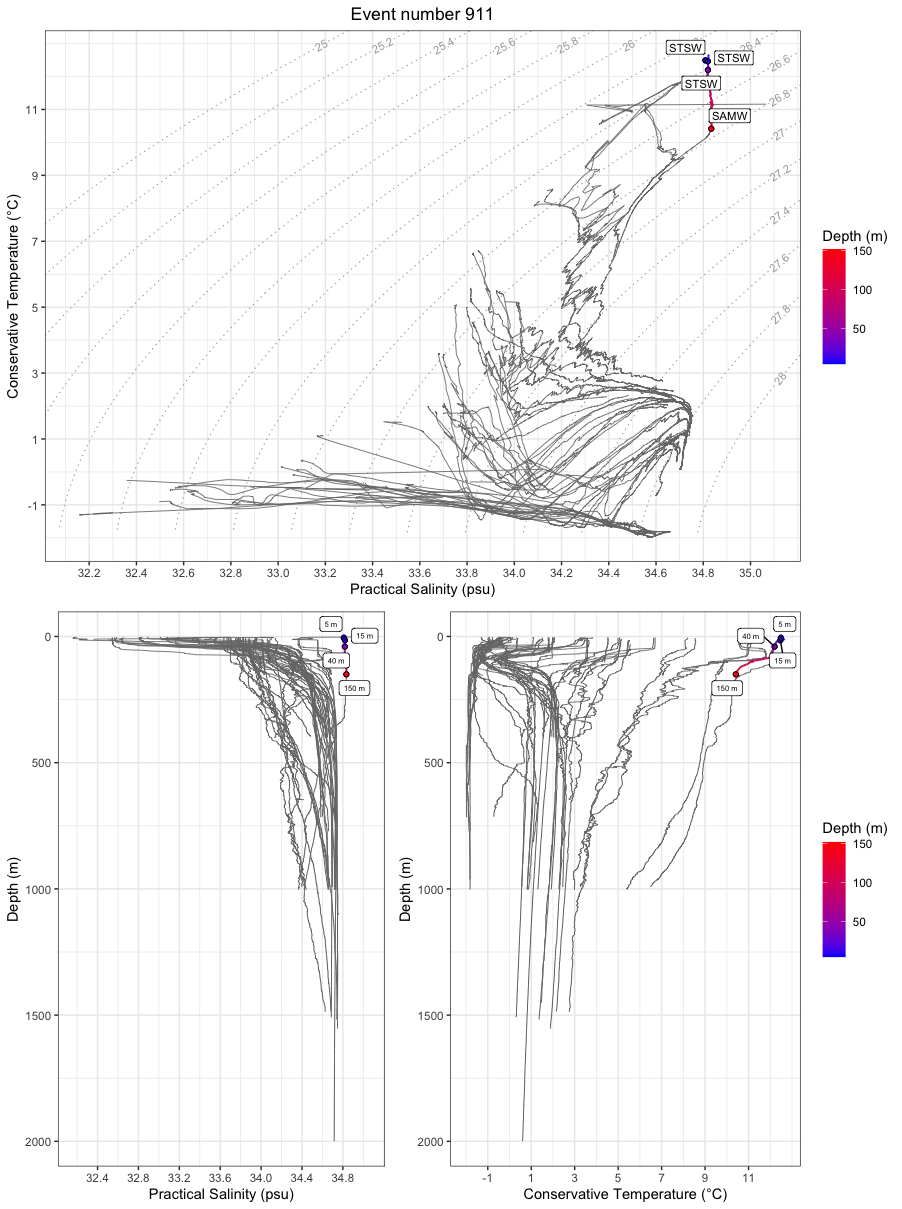 Event number 911
25
25.2
25.4
25.6
25.8
26
26.4
26.6
26.8
27
27.2
27.4
27.6
27.8
28
STSW
STSW
STSW
SAMW
11
9
7
5
3
1
-1
Conservative Temperature (°C)
32.2 32.4 32.6 32.8 33.0 33.2 33.4 33.6 33.8 34.0 34.2 34.4 34.6 34.8 35.0
Practical Salinity (psu)
Depth (m)
150
100
50
0
500
1000
1500
2000
Depth (m)
5 m
15 m
40 m
150 m
32.4 32.8 33.2 33.6 34.0 34.4 34.8
Practical Salinity (psu)
0
500
1000
1500
2000
Depth (m)
5 m
40 m
15 m
150 m
-1 1 3 5 7 9 11
Conservative Temperature (°C)
Depth (m)
150
100
50